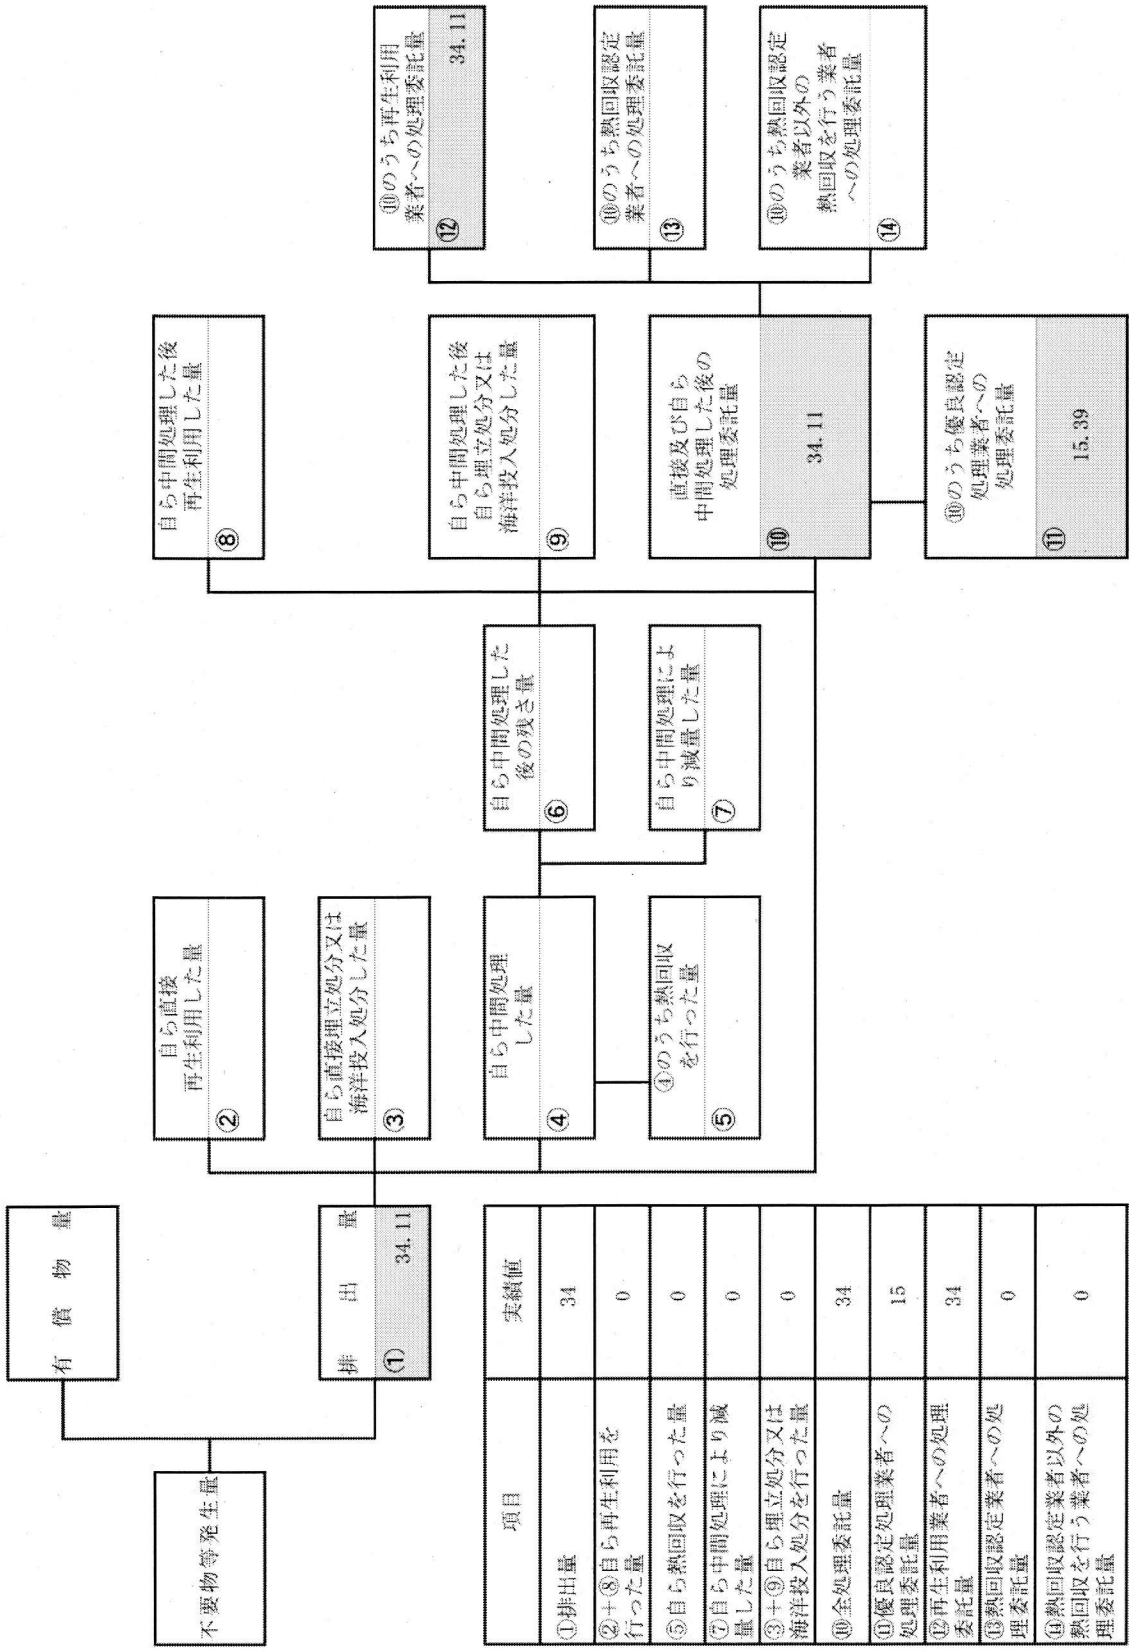 不要物等発生量
有償物量
排出量
① 34.11
自ら直接
再生利用した量
②
自ら直接埋立処分又は
海洋投入処分した量
③
自ら中間処理
した量
④
④のうち熱回収
を行った量
⑤
自ら中間処理した
後の残さ量
⑥
自ら中間処理によ
り減量した量
⑦
自ら中間処理した後
再生利用した量
⑧
自ら中間処理した後
自ら埋立処分又は
海洋投入処分した量
⑨
直接及び自ら
中間処理した後の
処理委託量
⑩
34.11
⑩のうち優良認定
処理業者への
処理委託量
⑪
15.39
⑩のうち再生利用
業者への処理委託量
⑫ 34.11
⑩のうち熱回収認定
業者への処理委託量
⑬
⑩のうち熱回収認定
業者以外の
熱回収を行う業者
への処理委託量
⑭
項目 実績値
①排出量 34
②+⑧自ら再生利用を
行った量 0
⑤自ら熱回収を行った量 0
⑦自ら中間処理により減
量した量 0
③+⑨自ら埋立処分又は
海洋投入処分を行った量 0
⑩全処理委託量 34
⑪優良認定処理業者への
処理委託量 15
⑫再生利用業者への処理
委託量 34
⑬熱回収認定業者への処
理委託量 0
⑭熱回収認定業者以外の
熱回収を行う業者への処
理委託量 0